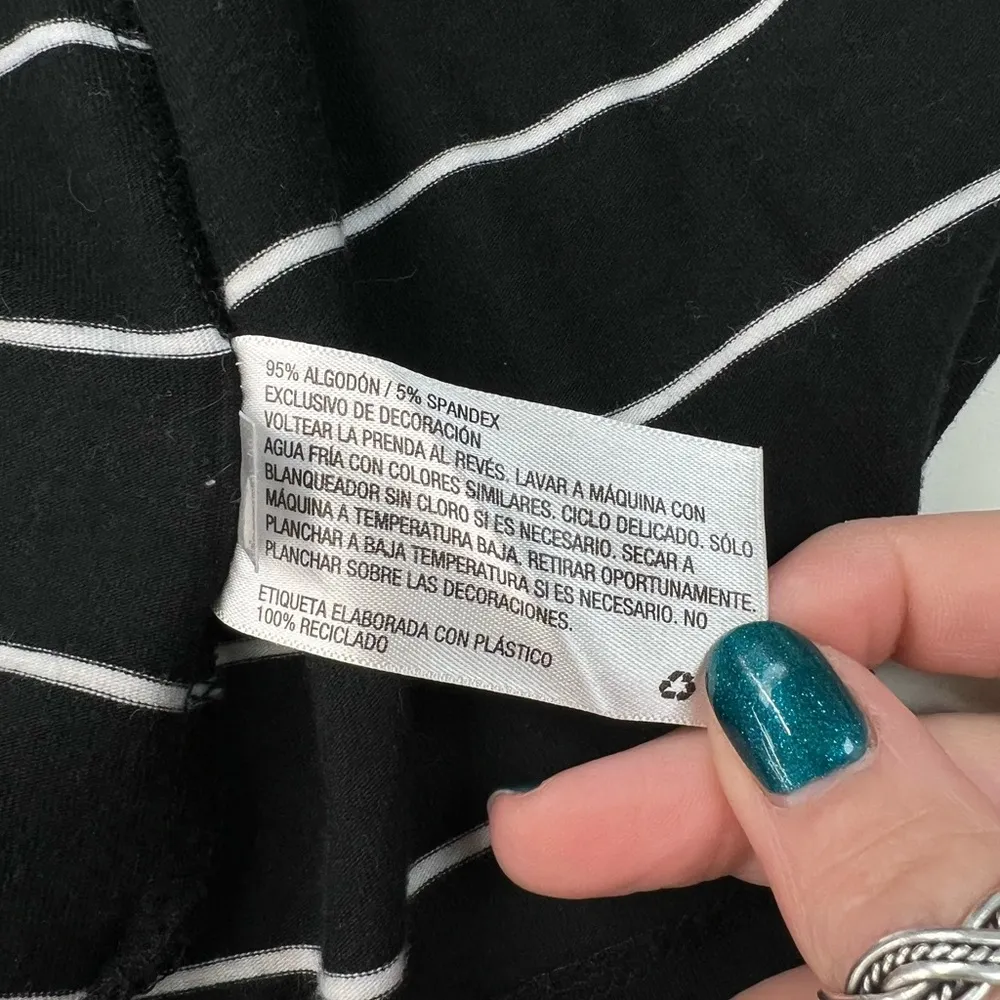 95% ALGODÓN / 5% SPANDEX
EXCLUSIVO DE DECORACIÓN
VOLTEAR LA PRENDA AL REVÉS. LAVAR A MÁQUINA CON
AGUA FRÍA CON COLORES SIMILARES. CICLO DELICADO. SÓLO
BLANQUEADOR SIN CLORO SI ES NECESARIO. SECAR A
MÁQUINA A TEMPERATURA BAJA. RETIRAR OPORTUNAMENTE.
PLANCHAR A BAJA TEMPERATURA SI ES NECESARIO. NO
PLANCHAR SOBRE LAS DECORACIONES.
ETIQUETA ELABORADA CON PLÁSTICO
100% RECICLADO